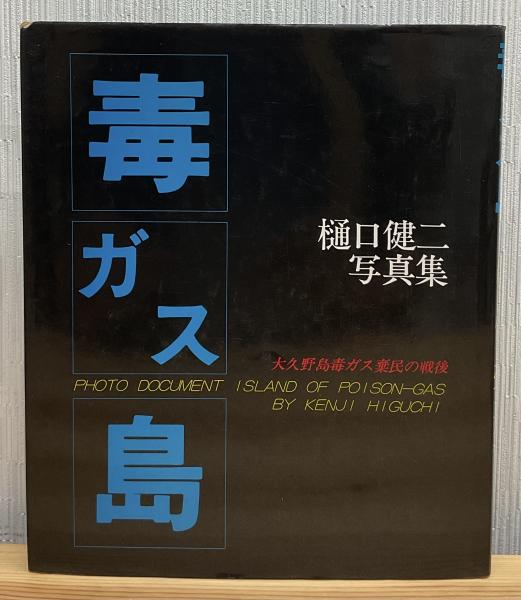 毒
ガス
島
樋口健二
写真集
大久野島毒ガス棄民の戦後
PHOTO DOCUMENT ISLAND OF POISON-GAS
BY KENJI HIGUCHI